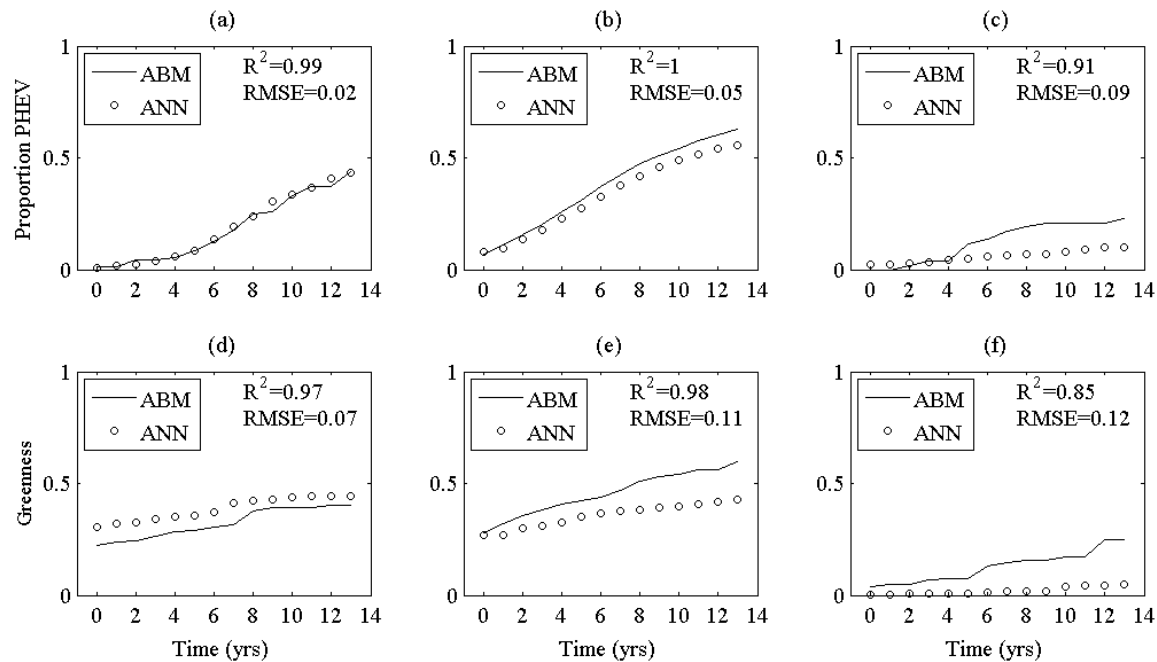 (a)
(b)
(c)
Proportion PHEV
1
0.5
0
ABM
ANN
R²=0.99
RMSE=0.02
0 2 4 6 8 10 12 14
1
0.5
0
ABM
ANN
R²=1
RMSE=0.05
0 2 4 6 8 10 12 14
1
0.5
0
ABM
ANN
R²=0.91
RMSE=0.09
0 2 4 6 8 10 12 14
(d)
(e)
(f)
Greenness
1
0.5
0
ABM
ANN
R²=0.97
RMSE=0.07
0 2 4 6 8 10 12 14
Time (yrs)
1
0.5
0
ABM
ANN
R²=0.98
RMSE=0.11
0 2 4 6 8 10 12 14
Time (yrs)
1
0.5
0
ABM
ANN
R²=0.85
RMSE=0.12
0 2 4 6 8 10 12 14
Time (yrs)